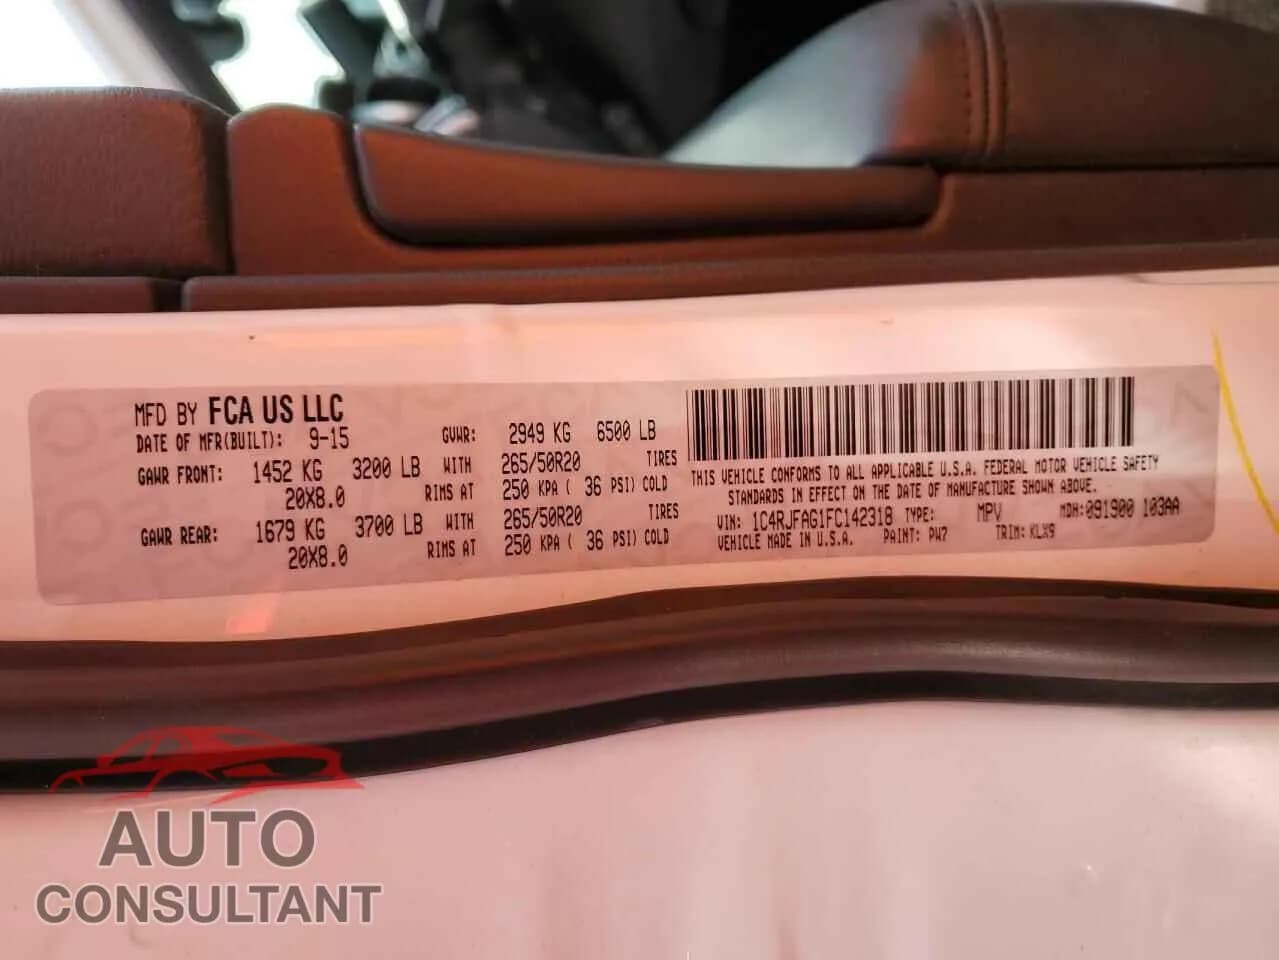 MFD BY FCA US LLC
DATE OF MFR(BUILT): 9-15 GVWR: 2949 KG 6500 LB
GAWR FRONT: 1452 KG 3200 LB WITH 265/50R20 TIRES
20X8.0 RIMS AT 250 KPA ( 36 PSI) COLD
GAWR REAR: 1679 KG 3700 LB WITH 265/50R20 TIRES
20X8.0 RIMS AT 250 KPA ( 36 PSI) COLD
THIS VEHICLE CONFORMS TO ALL APPLICABLE U.S.A. FEDERAL MOTOR VEHICLE SAFETY
STANDARDS IN EFFECT ON THE DATE OF MANUFACTURE SHOWN ABOVE.
VIN: 1C4RJFAG1FC142318 TYPE: MPV MDH: 091900 103AA
VEHICLE MADE IN U.S.A. PAINT: PW7 TRIM: KLX9
AUTO
CONSULTANT